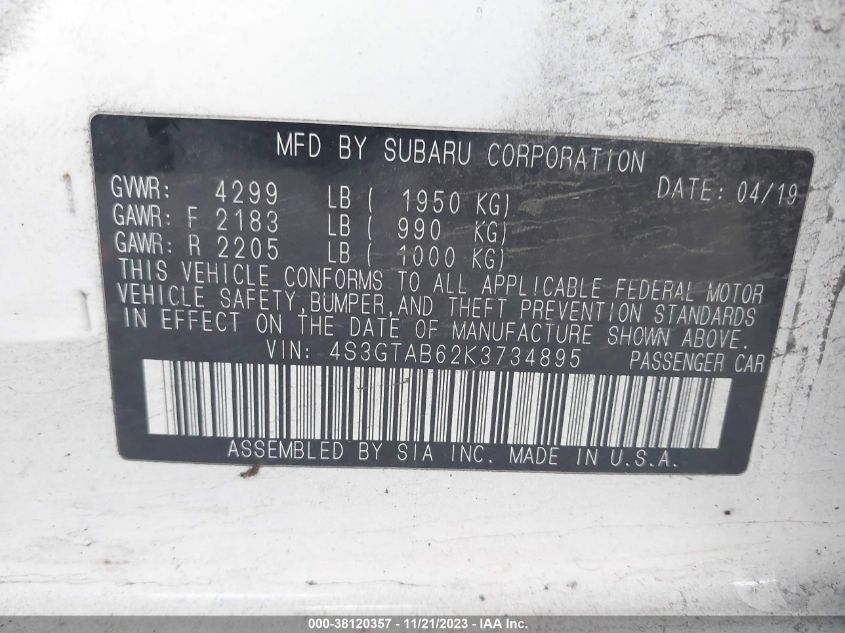 MFD BY SUBARU CORPORATION
GVWR: 4299 LB ( 1950 KG) DATE: 04/19
GAWR: F 2183 LB ( 990 KG)
GAWR: R 2205 LB ( 1000 KG)
THIS VEHICLE CONFORMS TO ALL APPLICABLE FEDERAL MOTOR
VEHICLE SAFETY, BUMPER, AND THEFT PREVENTION STANDARDS
IN EFFECT ON THE DATE OF MANUFACTURE SHOWN ABOVE.
VIN: 4S3GTAB62K3734895 PASSENGER CAR
ASSEMBLED BY SIA INC. MADE IN U.S.A.
000-38120357 - 11/21/2023 - IAA Inc.